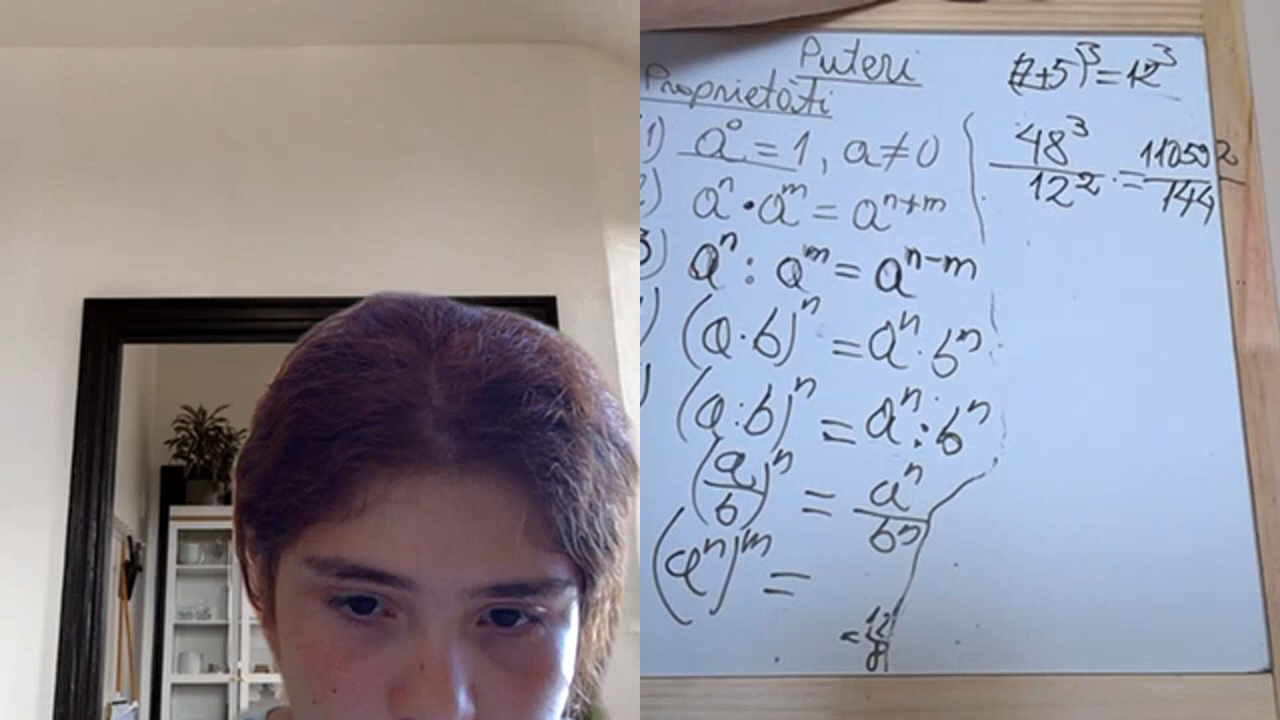 Puteri
Proprietăți
1) a⁰ = 1, a ≠ 0
2) aⁿ · aᵐ = aⁿ⁺ᵐ
3) aⁿ : aᵐ = aⁿ⁻ᵐ
) (a·b)ⁿ = aⁿ · bⁿ
) (a:b)ⁿ = aⁿ : bⁿ
(a/b)ⁿ = aⁿ/bⁿ
(aⁿ)ᵐ =
(7+5)³ = 12³
48³/12² = 110592/144